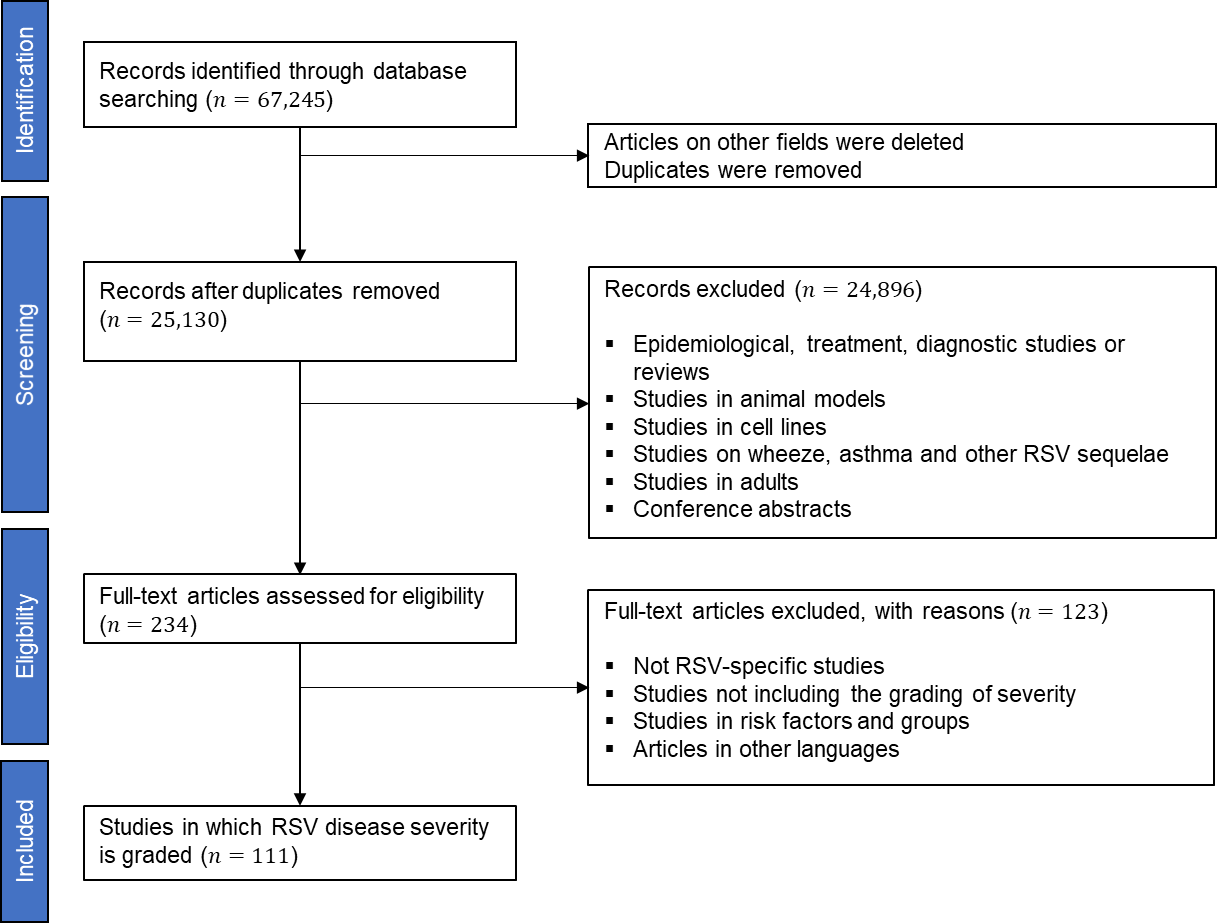 Identification
Records identified through database
searching (n = 67,245)
Articles on other fields were deleted
Duplicates were removed
Screening
Records after duplicates removed
(n = 25,130)
Records excluded (n = 24,896)
▪ Epidemiological, treatment, diagnostic studies or
reviews
▪ Studies in animal models
▪ Studies in cell lines
▪ Studies on wheeze, asthma and other RSV sequelae
▪ Studies in adults
▪ Conference abstracts
Eligibility
Full-text articles assessed for eligibility
(n = 234)
Full-text articles excluded, with reasons (n = 123)
▪ Not RSV-specific studies
▪ Studies not including the grading of severity
▪ Studies in risk factors and groups
▪ Articles in other languages
Included
Studies in which RSV disease severity
is graded (n = 111)